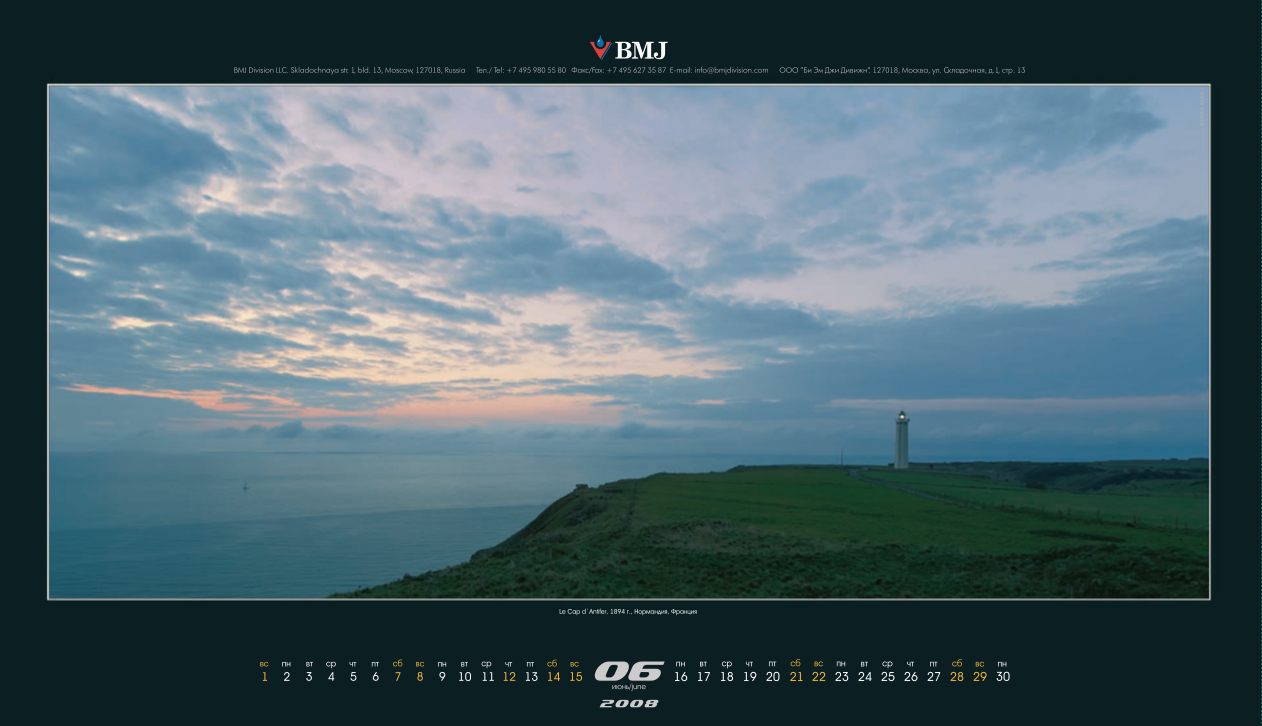 BMJ
BMJ Division LLC. Skladochnaya str. 1, bld. 13, Moscow, 127018, Russia Тел./ Tel: +7 495 980 55 80 Факс/Fax: +7 495 627 35 87 E-mail: info@bmjdivision.com ООО "Би Эм Джи Дивижн". 127018, Москва, ул. Складочная, д.1, стр. 13
Le Cap d`Antifer, 1894 г., Нормандия, Франция
вс пн вт ср чт пт сб вс пн вт ср чт пт сб вс 06 пн вт ср чт пт сб вс пн вт ср чт пт сб вс пн
1 2 3 4 5 6 7 8 9 10 11 12 13 14 15 16 17 18 19 20 21 22 23 24 25 26 27 28 29 30
июнь/june
2008